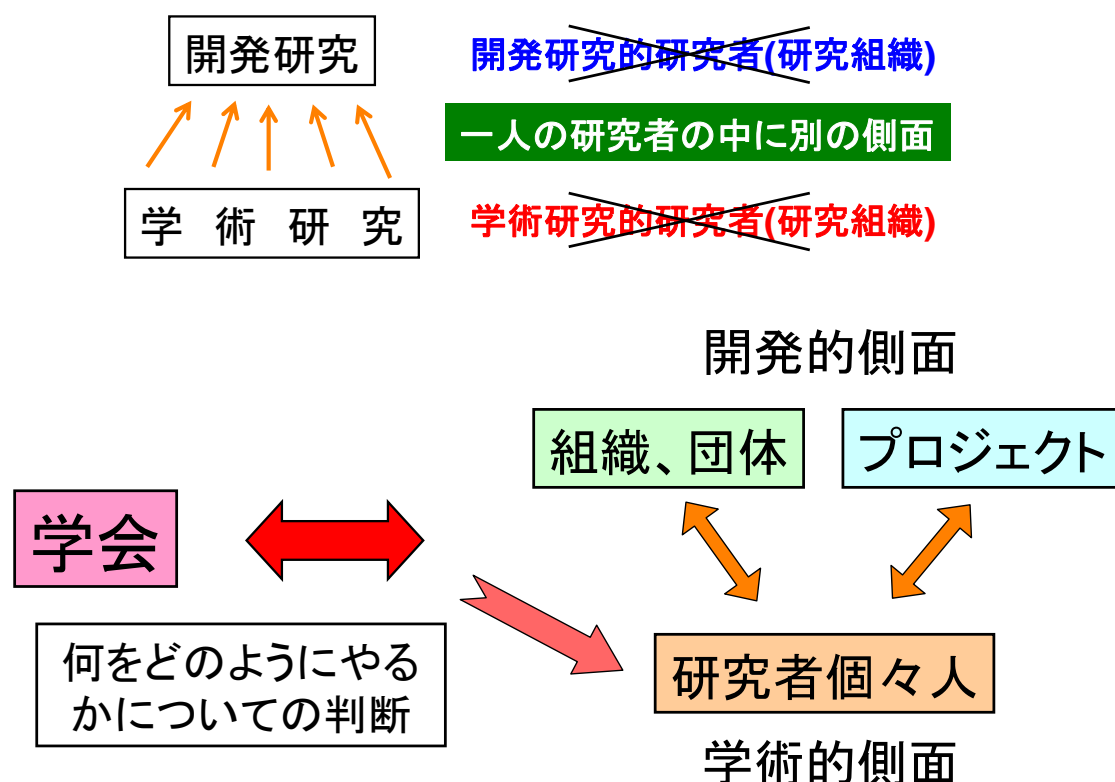 開発研究
開発研究的研究者(研究組織)
一人の研究者の中に別の側面
学 術 研 究
学術研究的研究者(研究組織)
開発的側面
組織、団体
プロジェクト
学会
何をどのようにやる
かについての判断
研究者個々人
学術的側面